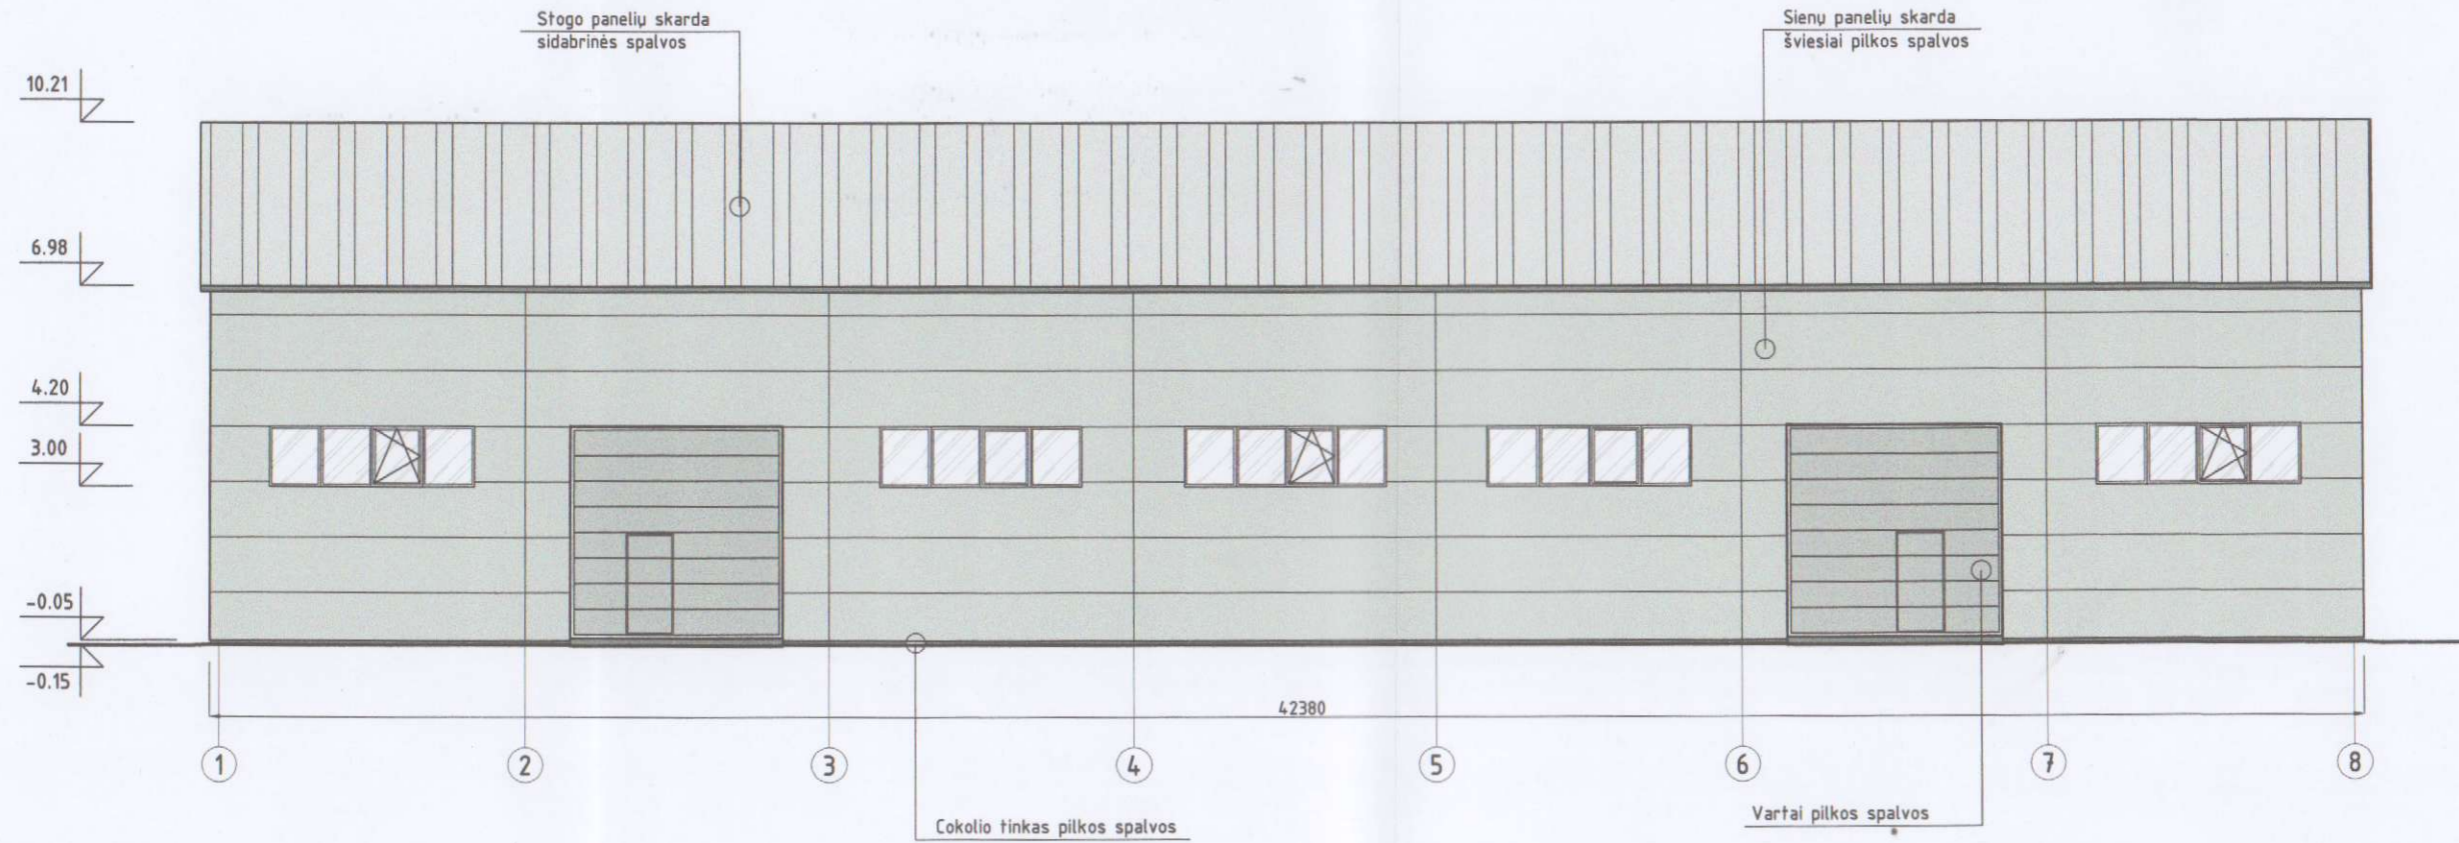 Stogo panelių skarda
sidabrinės spalvos
Sienų panelių skarda
šviesiai pilkos spalvos
10.21
6.98
4.20
3.00
-0.05
-0.15
42380
1 2 3 4 5 6 7 8
Cokolio tinkas pilkos spalvos
Vartai pilkos spalvos